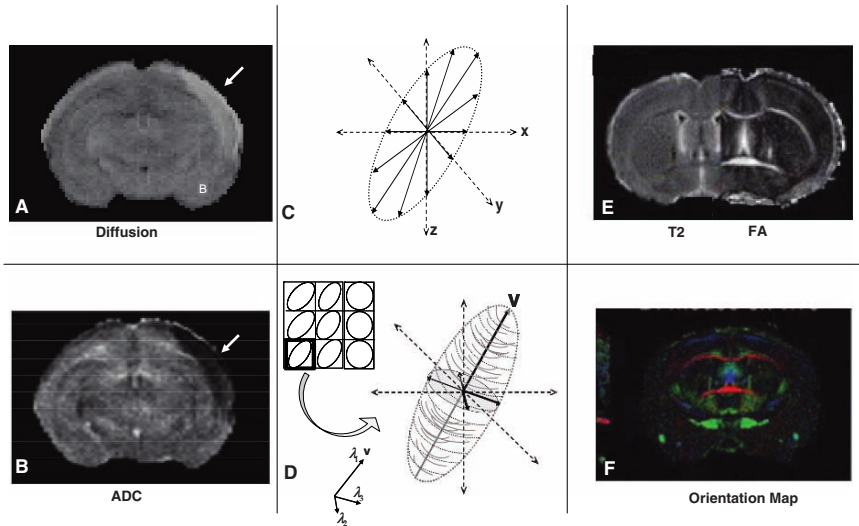 B
A
Diffusion
x
y
z
C
E
T2 FA
B
ADC
V
λ1 v
λ3
λ2
D
F
Orientation Map